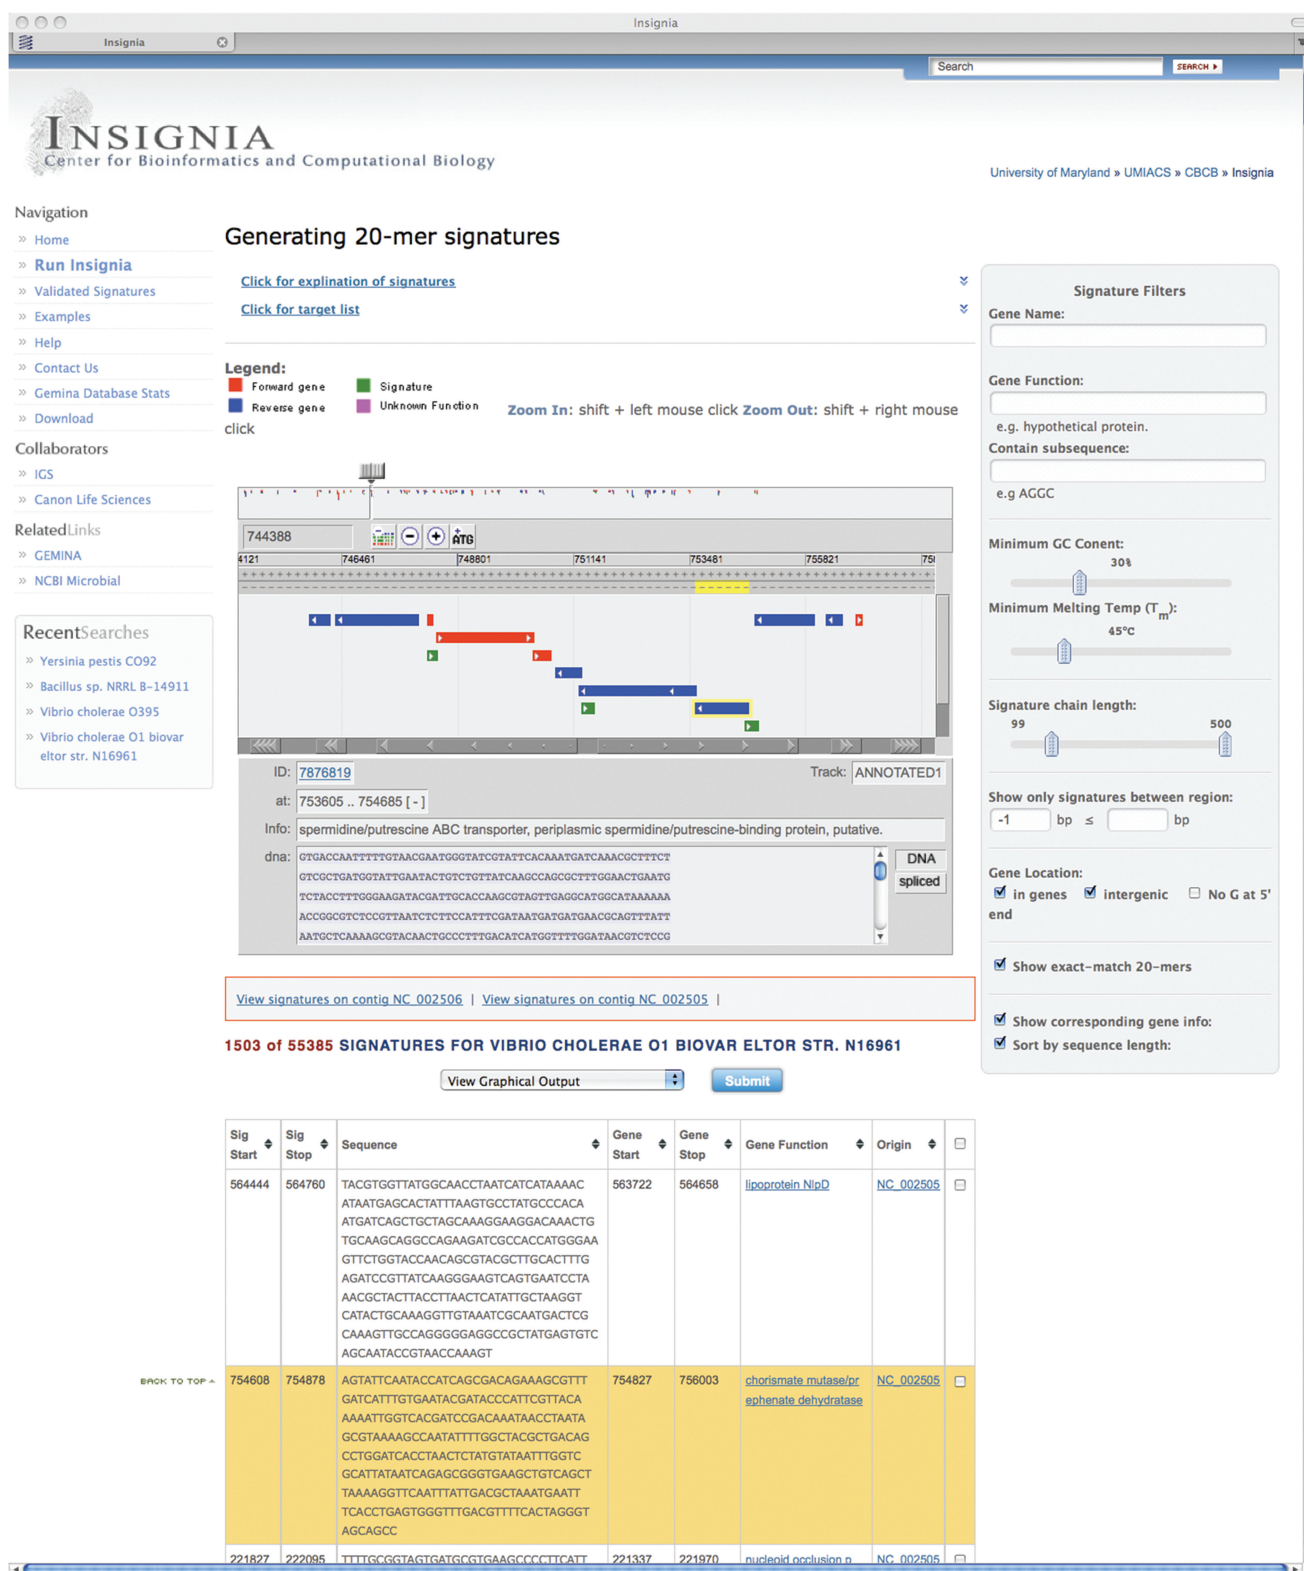 Insignia
Insignia
Search
SEARCH
INSIGNIA
Center for Bioinformatics and Computational Biology
University of Maryland » UMIACS » CBCB » Insignia
Navigation
» Home
» Run Insignia
» Validated Signatures
» Examples
» Help
» Contact Us
» Gemina Database Stats
» Download
Collaborators
» IGS
» Canon Life Sciences
RelatedLinks
» GEMINA
» NCBI Microbial
RecentSearches
» Yersinia pestis CO92
» Bacillus sp. NRRL B-14911
» Vibrio cholerae O395
» Vibrio cholerae O1 biovar
eltor str. N16961
Generating 20-mer signatures
Click for explination of signatures
Click for target list
Legend:
Forward gene
Signature
Reverse gene
Unknown Function
Zoom In: shift + left mouse click Zoom Out: shift + right mouse
click
744388
ATG
4121 746461 748801 751141 753481 755821 758
ID: 7876819
Track: ANNOTATED1
at: 753605 .. 754685 [ - ]
Info: spermidine/putrescine ABC transporter, periplasmic spermidine/putrescine-binding protein, putative.
dna: GTGACCAATTTTTGTAACGAATGGGTATCGTATTCACAAATGATCAAACGCTTTCT
GTCGCTGATGGTATTGAATACTGTCTGTTATCAAGCCAGCGCTTTGGAACTGAATG
TCTACCTTTGGGAAGATACGATTGCACCAAGCGTAGTTGAGGCATGGCATAAAAAA
ACCGGCGTCTCCGTTAATCTCTTCCATTTCGATAATGATGATGAACGCAGTTTATT
AATGCTCAAAAGCGTACAACTGCCCTTTGACATCATGGTTTTGGATAACGTCTCCG
DNA
spliced
View signatures on contig NC_002506 | View signatures on contig NC_002505 |
1503 of 55385 SIGNATURES FOR VIBRIO CHOLERAE O1 BIOVAR ELTOR STR. N16961
View Graphical Output
Submit
Sig Start
Sig Stop
Sequence
Gene Start
Gene Stop
Gene Function
Origin
564444 564760 TACGTGGTTATGGCAACCTAATCATCATAAAAC 563722 564658 lipoprotein NlpD NC_002505
ATAATGAGCACTATTTAAGTGCCTATGCCCACA
ATGATCAGCTGCTAGCAAAGGAAGGACAAACTG
TGCAAGCAGGCCAGAAGATCGCCACCATGGGAA
GTTCTGGTACCAACAGCGTACGCTTGCACTTTG
AGATCCGTTATCAAGGGAAGTCAGTGAATCCTA
AACGCTACTTACCTTAACTCATATTGCTAAGGT
CATACTGCAAAGGTTGTAAATCGCAATGACTCG
CAAAGTTGCCAGGGGGAGGCCGCTATGAGTGTC
AGCAATACCGTAACCAAAGT
BACK TO TOP
754608 754878 AGTATTCAATACCATCAGCGACAGAAAGCGTTT 754827 756003 chorismate mutase/pr NC_002505
GATCATTTGTGAATACGATACCCATTCGTTACA ephenate dehydratase
AAAATTGGTCACGATCCGACAAATAACCTAATA
GCGTAAAAGCCAATATTTTGGCTACGCTGACAG
CCTGGATCACCTAACTCTATGTATAATTTGGTC
GCATTATAATCAGAGCGGGTGAAGCTGTCAGCT
TAAAAGGTTCAATTTATTGACGCTAAATGAATT
TCACCTGAGTGGGTTTGACGTTTTCACTAGGGT
AGCAGCC
221827 222095 TTTTGCGGTAGTGATGCGTGAAGCCCCTTCATT 221337 221970 nucleoid occlusion p NC_002505
Signature Filters
Gene Name:
Gene Function:
e.g. hypothetical protein.
Contain subsequence:
e.g AGGC
Minimum GC Conent:
30%
Minimum Melting Temp (Tm):
45°C
Signature chain length:
99 500
Show only signatures between region:
-1 bp ≤ bp
Gene Location:
in genes intergenic No G at 5'
end
Show exact-match 20-mers
Show corresponding gene info:
Sort by sequence length: